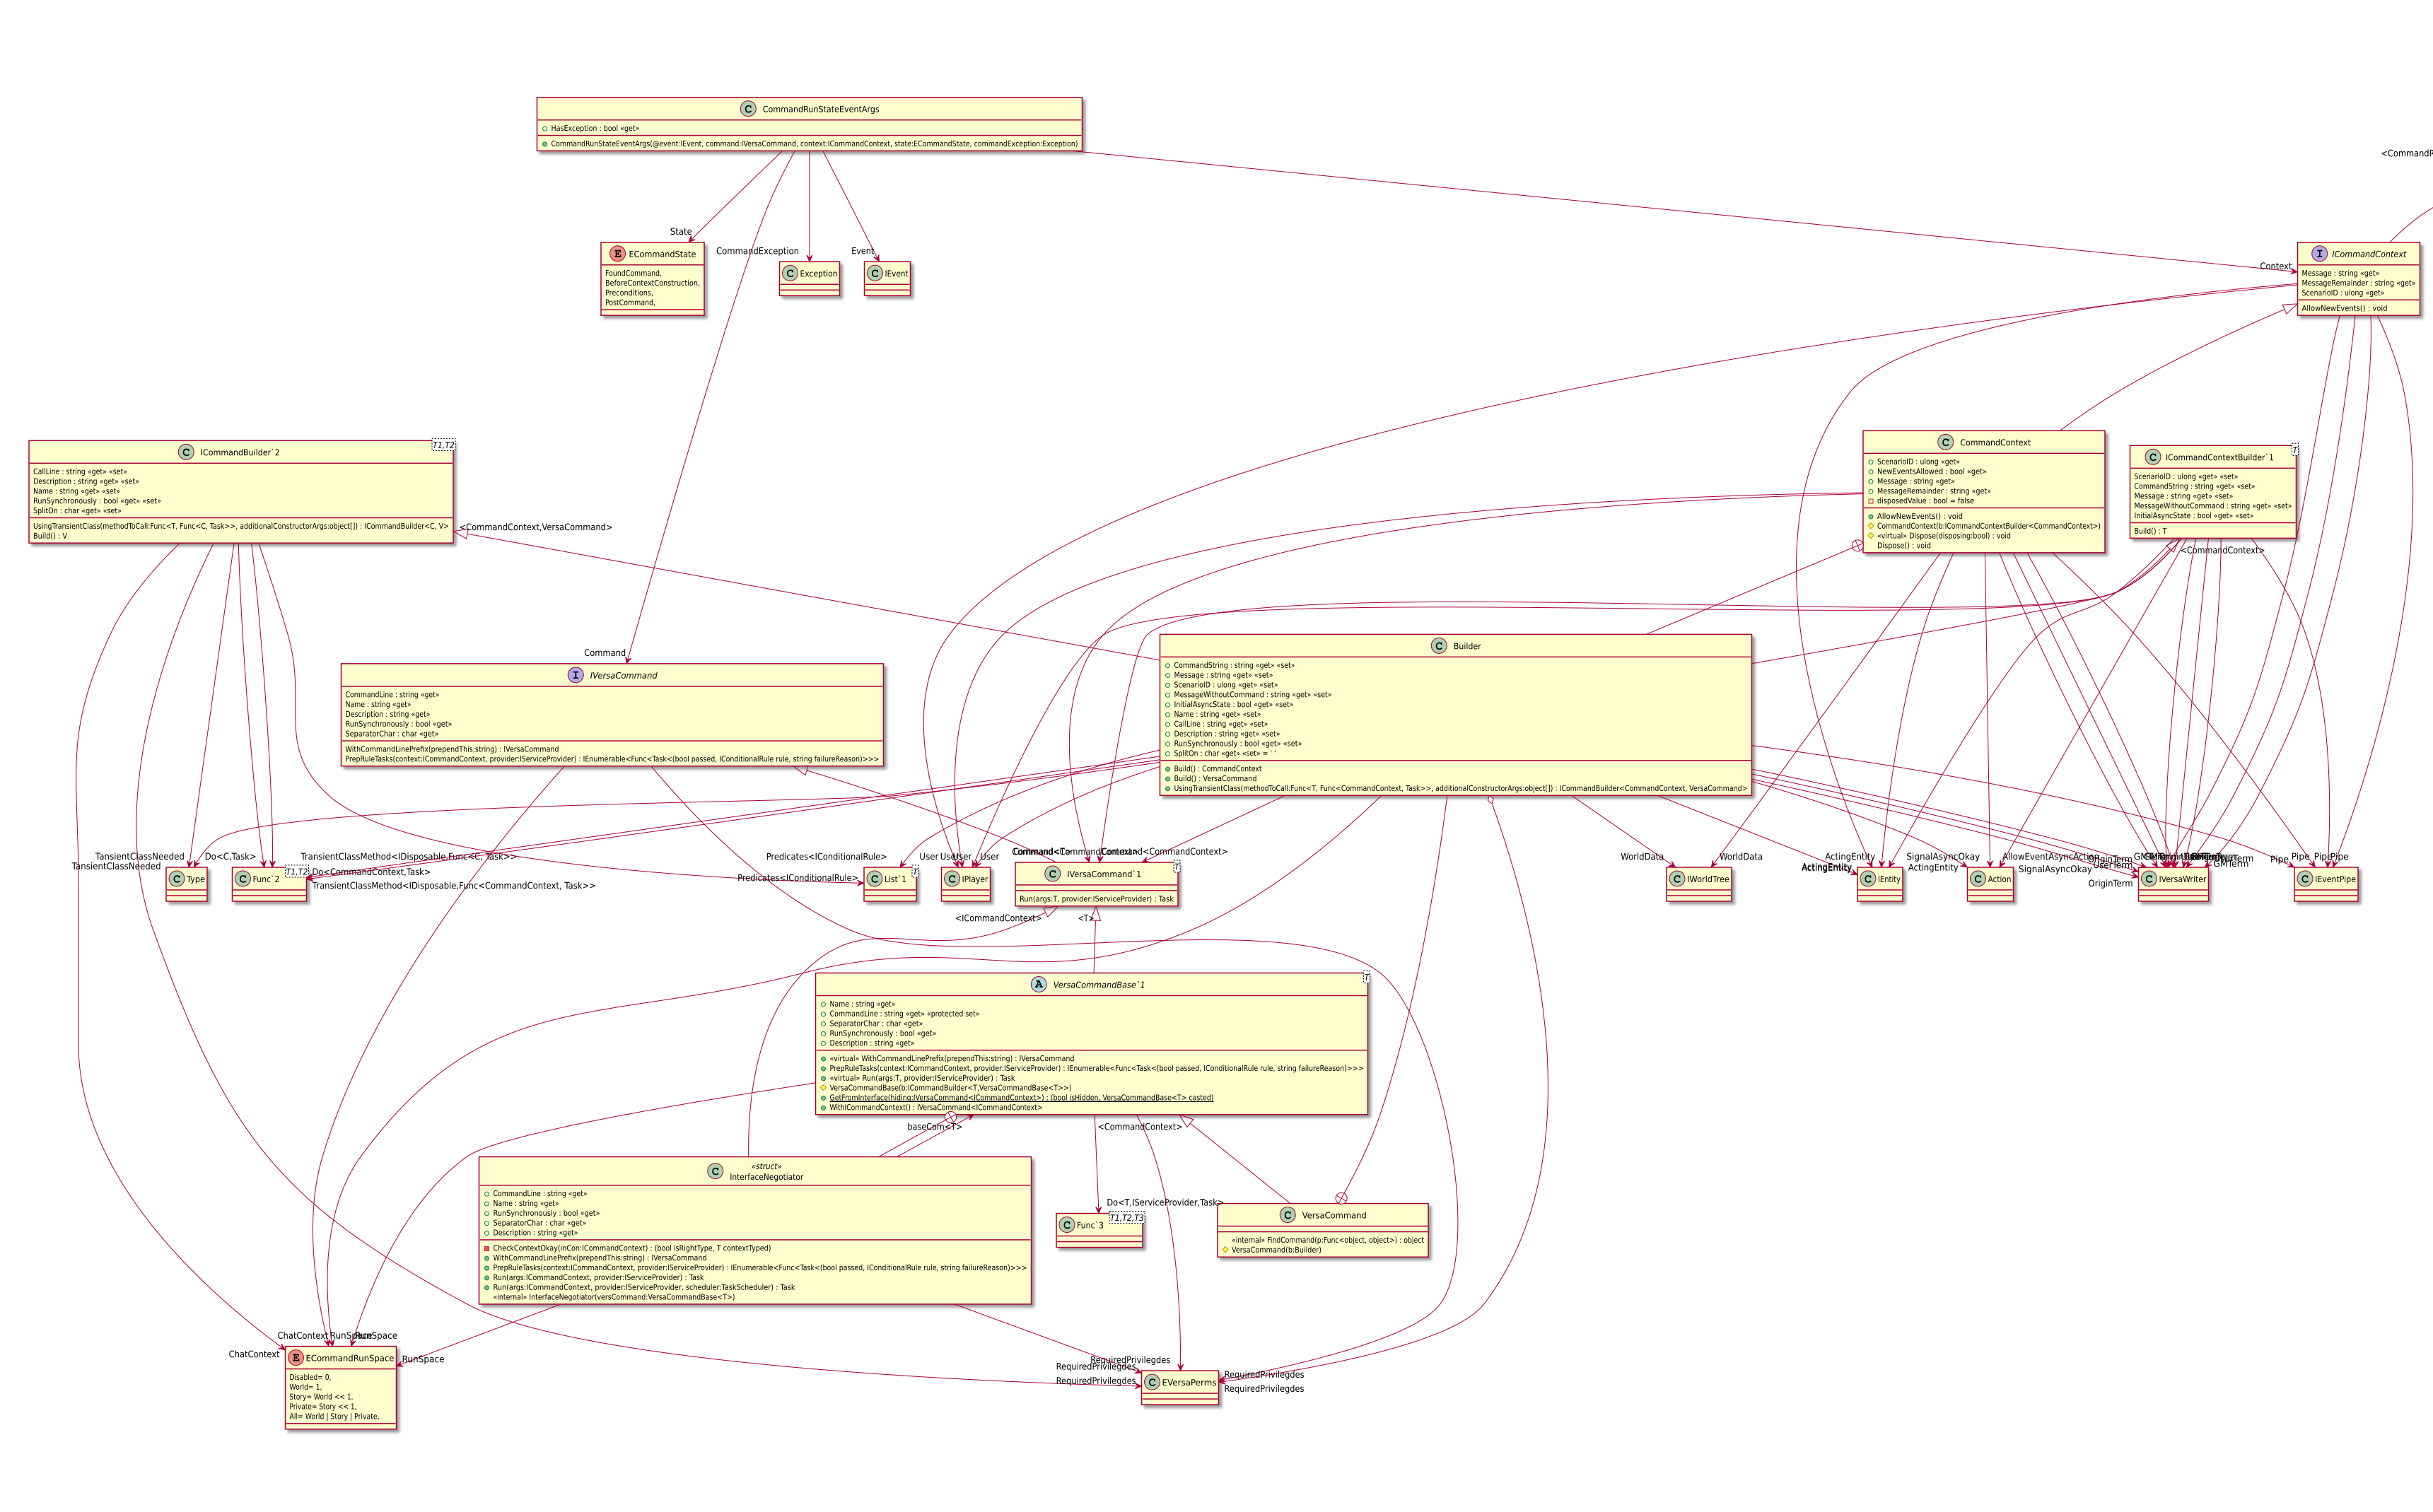 CommandRunStateEventArgs
HasException : bool «get»
CommandRunStateEventArgs(@event:IEvent, command:IVersaCommand, context:ICommandContext, state:ECommandState, commandException:Exception)
<CommandR
State
CommandException
Event
Context
ECommandState
FoundCommand,
BeforeContextConstruction,
Preconditions,
PostCommand,
Exception
IEvent
ICommandContext
Message : string «get»
MessageRemainder : string «get»
ScenarioID : ulong «get»
AllowNewEvents() : void
ICommandBuilder`2
T1,T2
CallLine : string «get» «set»
Description : string «get» «set»
Name : string «get» «set»
RunSynchronously : bool «get» «set»
SplitOn : char «get» «set»
UsingTransientClass(methodToCall:Func<T, Func<C, Task>>, additionalConstructorArgs:object[]) : ICommandBuilder<C, V>
Build() : V
<CommandContext,VersaCommand>
CommandContext
ScenarioID : ulong «get»
NewEventsAllowed : bool «get»
Message : string «get»
MessageRemainder : string «get»
disposedValue : bool = false
AllowNewEvents() : void
CommandContext(b:ICommandContextBuilder<CommandContext>)
«virtual» Dispose(disposing:bool) : void
Dispose() : void
ICommandContextBuilder`1
T
ScenarioID : ulong «get» «set»
CommandString : string «get» «set»
Message : string «get» «set»
MessageWithoutCommand : string «get» «set»
InitialAsyncState : bool «get» «set»
Build() : T
<CommandContext>
Command
IVersaCommand
CommandLine : string «get»
Name : string «get»
Description : string «get»
RunSynchronously : bool «get»
SeparatorChar : char «get»
WithCommandLinePrefix(prependThis:string) : IVersaCommand
PrepRuleTasks(context:ICommandContext, provider:IServiceProvider) : IEnumerable<Func<Task<(bool passed, IConditionalRule rule, string failureReason)>>>
Builder
CommandString : string «get» «set»
Message : string «get» «set»
ScenarioID : ulong «get» «set»
MessageWithoutCommand : string «get» «set»
InitialAsyncState : bool «get» «set»
Name : string «get» «set»
CallLine : string «get» «set»
Description : string «get» «set»
RunSynchronously : bool «get» «set»
SplitOn : char «get» «set» = ' '
Build() : CommandContext
Build() : VersaCommand
UsingTransientClass(methodToCall:Func<T, Func<CommandContext, Task>>, additionalConstructorArgs:object[]) : ICommandBuilder<CommandContext, VersaCommand>
TansientClassNeeded
TansientClassNeeded
Do<C,Task>
TransientClassMethod<IDisposable,Func<C, Task>>
Do<CommandContext,Task>
TransientClassMethod<IDisposable,Func<CommandContext, Task>>
Predicates<IConditionalRule>
Predicates<IConditionalRule>
User
User
WorldData
WorldData
ActingEntity
ActingEntity
ActingEntity
SignalAsyncOkay
AllowEventAsyncAction
SignalAsyncOkay
OriginTerm
UserTerm
GMTerm
OriginTerm
Pipe
Pipe
Pipe
Pipe
Type
Func`2
T1,T2
List`1
T
IPlayer
IVersaCommand`1
T
Run(args:T, provider:IServiceProvider) : Task
IWorldTree
IEntity
Action
IVersaWriter
IEventPipe
<ICommandContext>
<T>
VersaCommandBase`1
T
Name : string «get»
CommandLine : string «get» «protected set»
SeparatorChar : char «get»
RunSynchronously : bool «get»
Description : string «get»
«virtual» WithCommandLinePrefix(prependThis:string) : IVersaCommand
PrepRuleTasks(context:ICommandContext, provider:IServiceProvider) : IEnumerable<Func<Task<(bool passed, IConditionalRule rule, string failureReason)>>>
«virtual» Run(args:T, provider:IServiceProvider) : Task
VersaCommandBase(b:ICommandBuilder<T,VersaCommandBase<T>>)
GetFromInterface(hiding:IVersaCommand<ICommandContext>) : (bool isHidden, VersaCommandBase<T> casted)
WithICommandContext() : IVersaCommand<ICommandContext>
baseCom<T>
<CommandContext>
«struct»
InterfaceNegotiator
CommandLine : string «get»
Name : string «get»
RunSynchronously : bool «get»
SeparatorChar : char «get»
Description : string «get»
CheckContextOkay(inCon:ICommandContext) : (bool isRightType, T contextTyped)
WithCommandLinePrefix(prependThis:string) : IVersaCommand
PrepRuleTasks(context:ICommandContext, provider:IServiceProvider) : IEnumerable<Func<Task<(bool passed, IConditionalRule rule, string failureReason)>>>
Run(args:ICommandContext, provider:IServiceProvider) : Task
Run(args:ICommandContext, provider:IServiceProvider, scheduler:TaskScheduler) : Task
«internal» InterfaceNegotiator(versCommand:VersaCommandBase<T>)
Do<T,IServiceProvider,Task>
Func`3
T1,T2,T3
VersaCommand
«internal» FindCommand(p:Func<object, object>) : object
VersaCommand(b:Builder)
ChatContext
RunSpace
RunSpace
ChatContext
RunSpace
ECommandRunSpace
Disabled= 0,
World= 1,
Story= World << 1,
Private= Story << 1,
All= World | Story | Private,
RequiredPrivilegdes
RequiredPrivilegdes
RequiredPrivilegdes
RequiredPrivilegdes
RequiredPrivilegdes
EVersaPerms